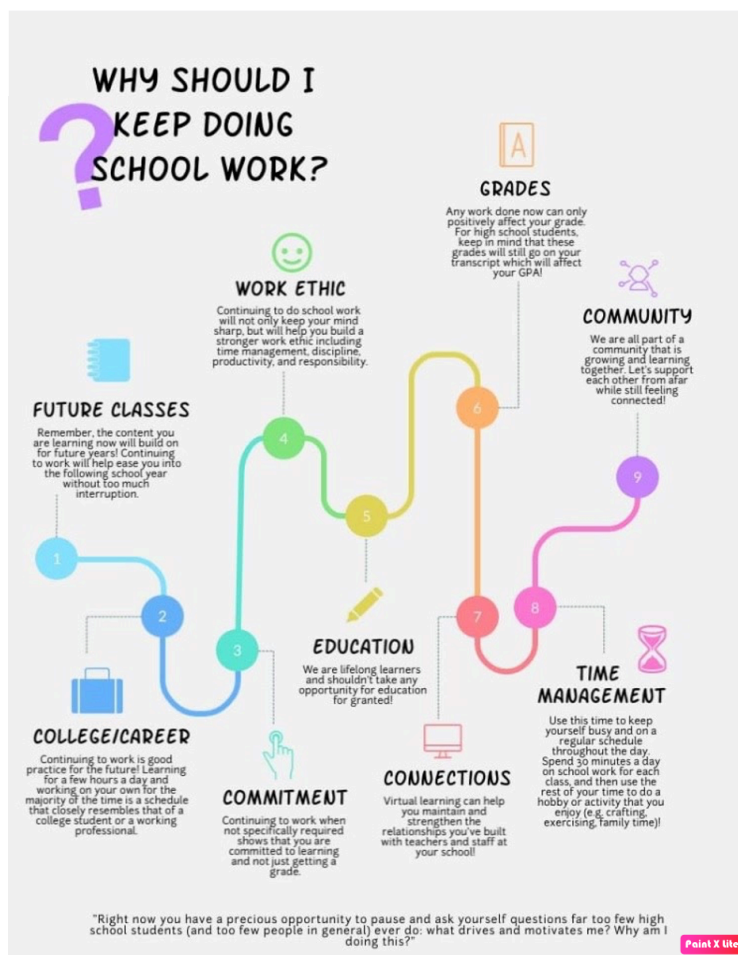 WHY SHOULD I
KEEP DOING
SCHOOL WORK?
?
A
GRADES
Any work done now can only
positively affect your grade.
For high school students,
keep in mind that these
grades will still go on your
transcript which will affect
your GPA!
WORK ETHIC
Continuing to do school work
will not only keep your mind
sharp, but will help you build a
stronger work ethic including
time management, discipline,
productivity, and responsibility.
COMMUNITY
We are all part of a
community that is
growing and learning
together. Let's support
each other from afar
while still feeling
connected!
FUTURE CLASSES
Remember, the content you
are learning now will build on
for future years! Continuing
to work will help ease you into
the following school year
without too much
interruption.
1
2
3
4
5
6
7
8
9
COLLEGE/CAREER
Continuing to work is good
practice for the future! Learning
for a few hours a day and
working on your own for the
majority of the time is a schedule
that closely resembles that of a
college student or a working
professional.
COMMITMENT
Continuing to work when
not specifically required
shows that you are
committed to learning
and not just getting a
grade.
EDUCATION
We are lifelong learners
and shouldn't take any
opportunity for education
for granted!
CONNECTIONS
Virtual learning can help
you maintain and
strengthen the
relationships you've built
with teachers and staff at
your school!
TIME
MANAGEMENT
Use this time to keep
yourself busy and on a
regular schedule
throughout the day.
Spend 30 minutes a day
on school work for each
class, and then use the
rest of your time to do a
hobby or activity that you
enjoy (e.g. crafting,
exercising, family time)!
"Right now you have a precious opportunity to pause and ask yourself questions far too few high
school students (and too few people in general) ever do: what drives and motivates me? Why am I
doing this?"
Paint X Lite